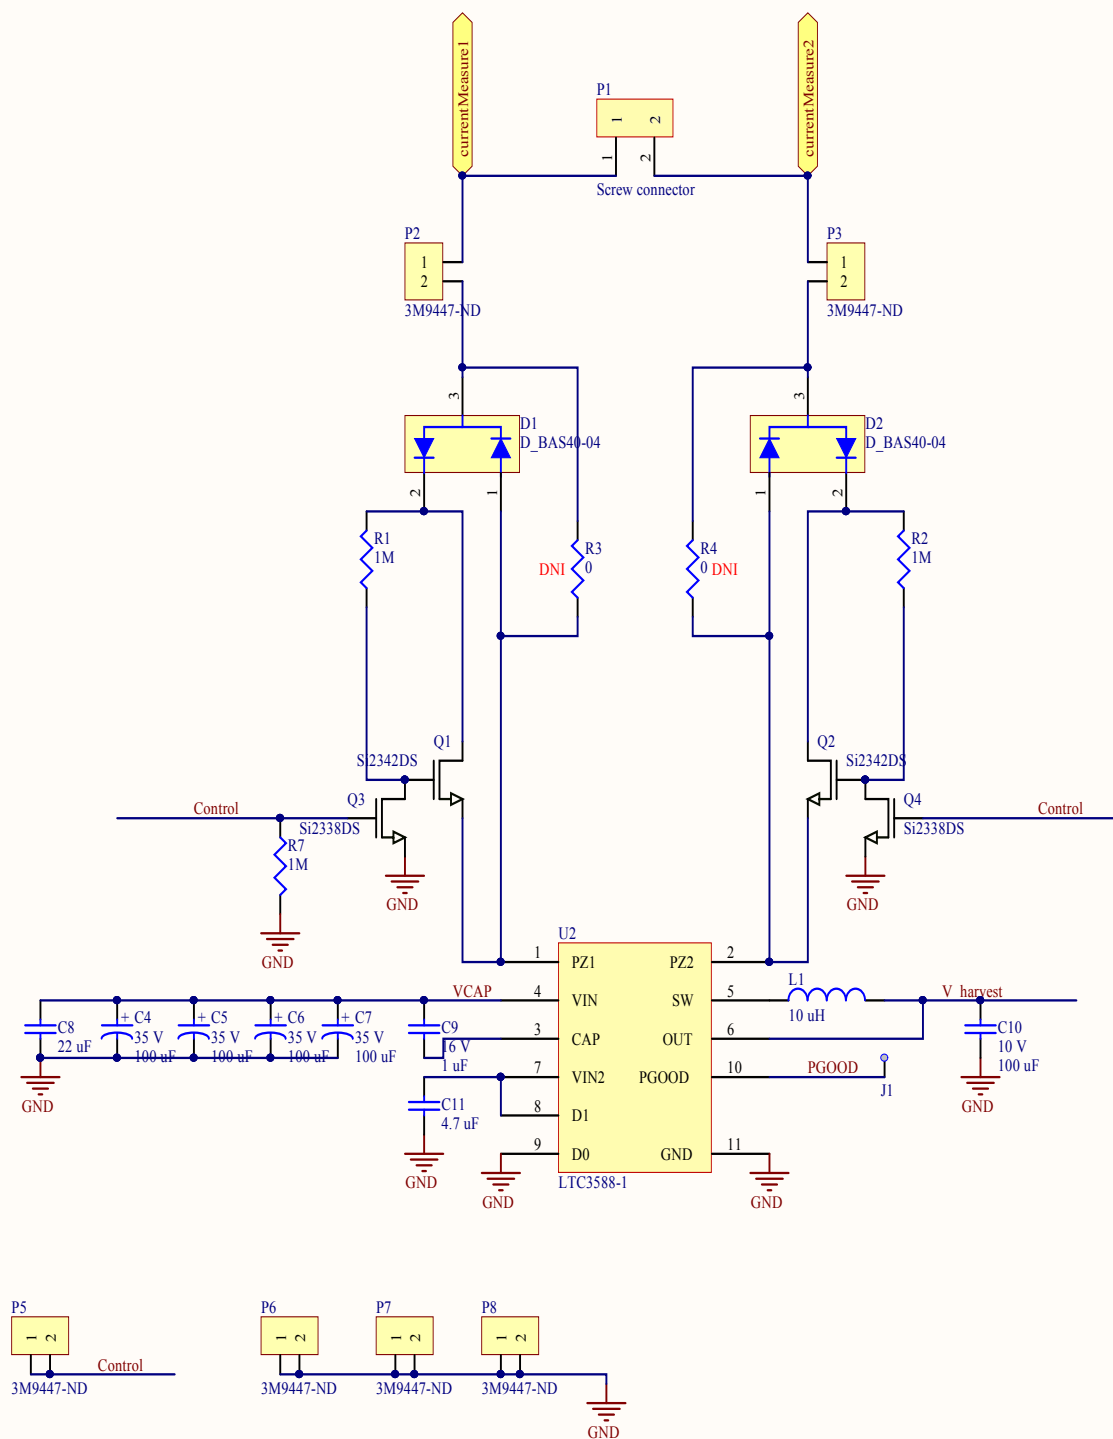 currentMeasure1
currentMeasure2
P1
1 2
1 2
Screw connector
P2
1
2
3M9447-ND
P3
1
2
3M9447-ND
3
D1
D_BAS40-04
2 1
3
D2
D_BAS40-04
1 2
R1
1M
R3
0
DNI
R4
0 DNI
R2
1M
Q1
Si2342DS
Q2
Si2342DS
Control
Q3
Si2338DS
R7
1M
GND
GND
Q4
Si2338DS
Control
GND
U2
1 PZ1
PZ2 2
VCAP
4 VIN
SW 5
L1
10 uH
V_harvest
3 CAP
OUT 6
7 VIN2
PGOOD 10
PGOOD
J1
8 D1
9 D0
GND 11
LTC3588-1
C8
22 uF
+ C4
35 V
100 uF
+ C5
35 V
100 uF
+ C6
35 V
100 uF
+ C7
35 V
100 uF
C9
16 V
1 uF
C10
10 V
100 uF
GND
GND
C11
4.7 uF
GND
GND
GND
P5
1 2
Control
3M9447-ND
P6
1 2
3M9447-ND
P7
1 2
3M9447-ND
P8
1 2
3M9447-ND
GND